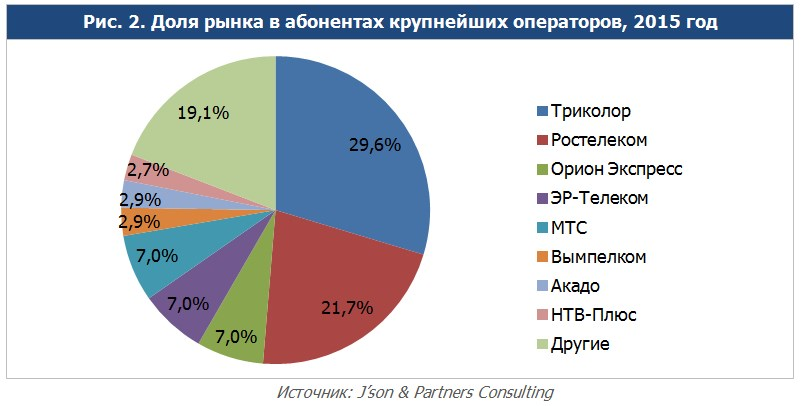 Рис. 2. Доля рынка в абонентах крупнейших операторов, 2015 год
29,6%
21,7%
7,0%
7,0%
7,0%
2,9%
2,9%
2,7%
19,1%
Триколор
Ростелеком
Орион Экспресс
ЭР-Телеком
МТС
Вымпелком
Акадо
НТВ-Плюс
Другие
Источник: J’son & Partners Consulting